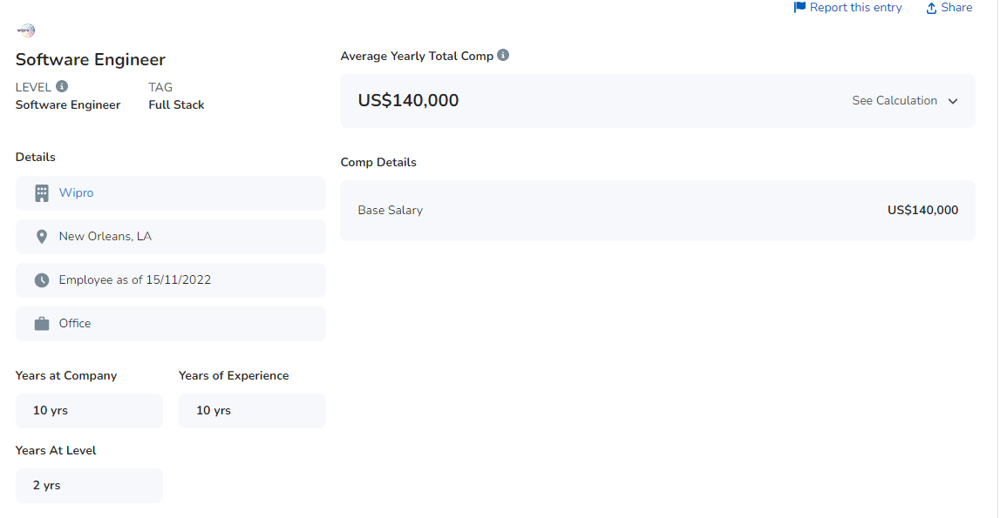 Report this entry
Share
wipro
Software Engineer
LEVEL
TAG
Software Engineer
Full Stack
Details
Wipro
New Orleans, LA
Employee as of 15/11/2022
Office
Years at Company
Years of Experience
10 yrs
10 yrs
Years At Level
2 yrs
Average Yearly Total Comp
US$140,000
See Calculation
Comp Details
Base Salary
US$140,000